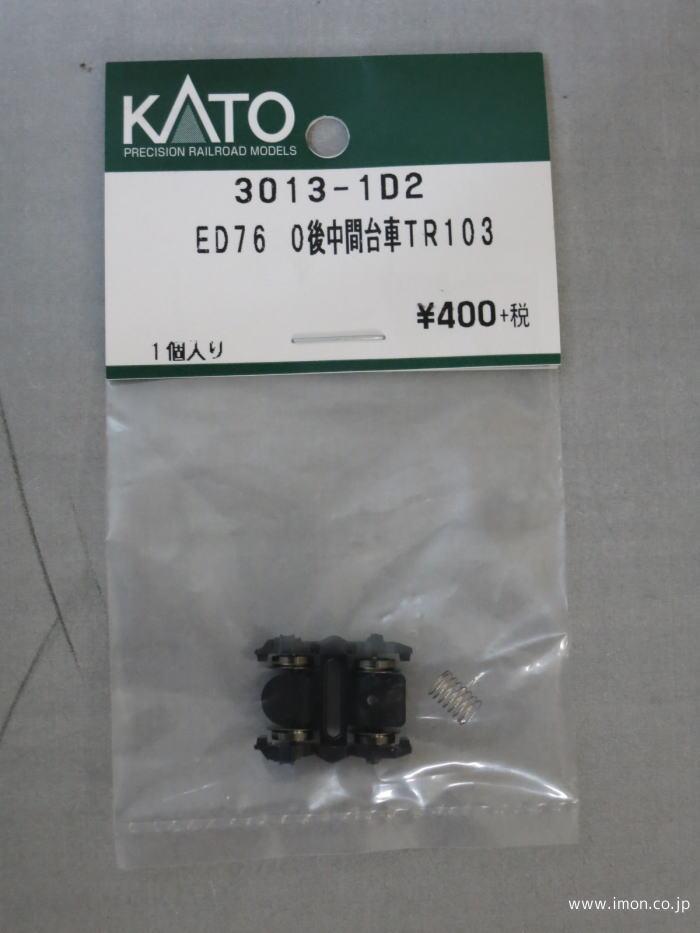 KATO
PRECISION RAILROAD MODELS
3013-1D2
ED76 0後中間台車TR103
¥400+税
1個入り
www.imon.co.jp